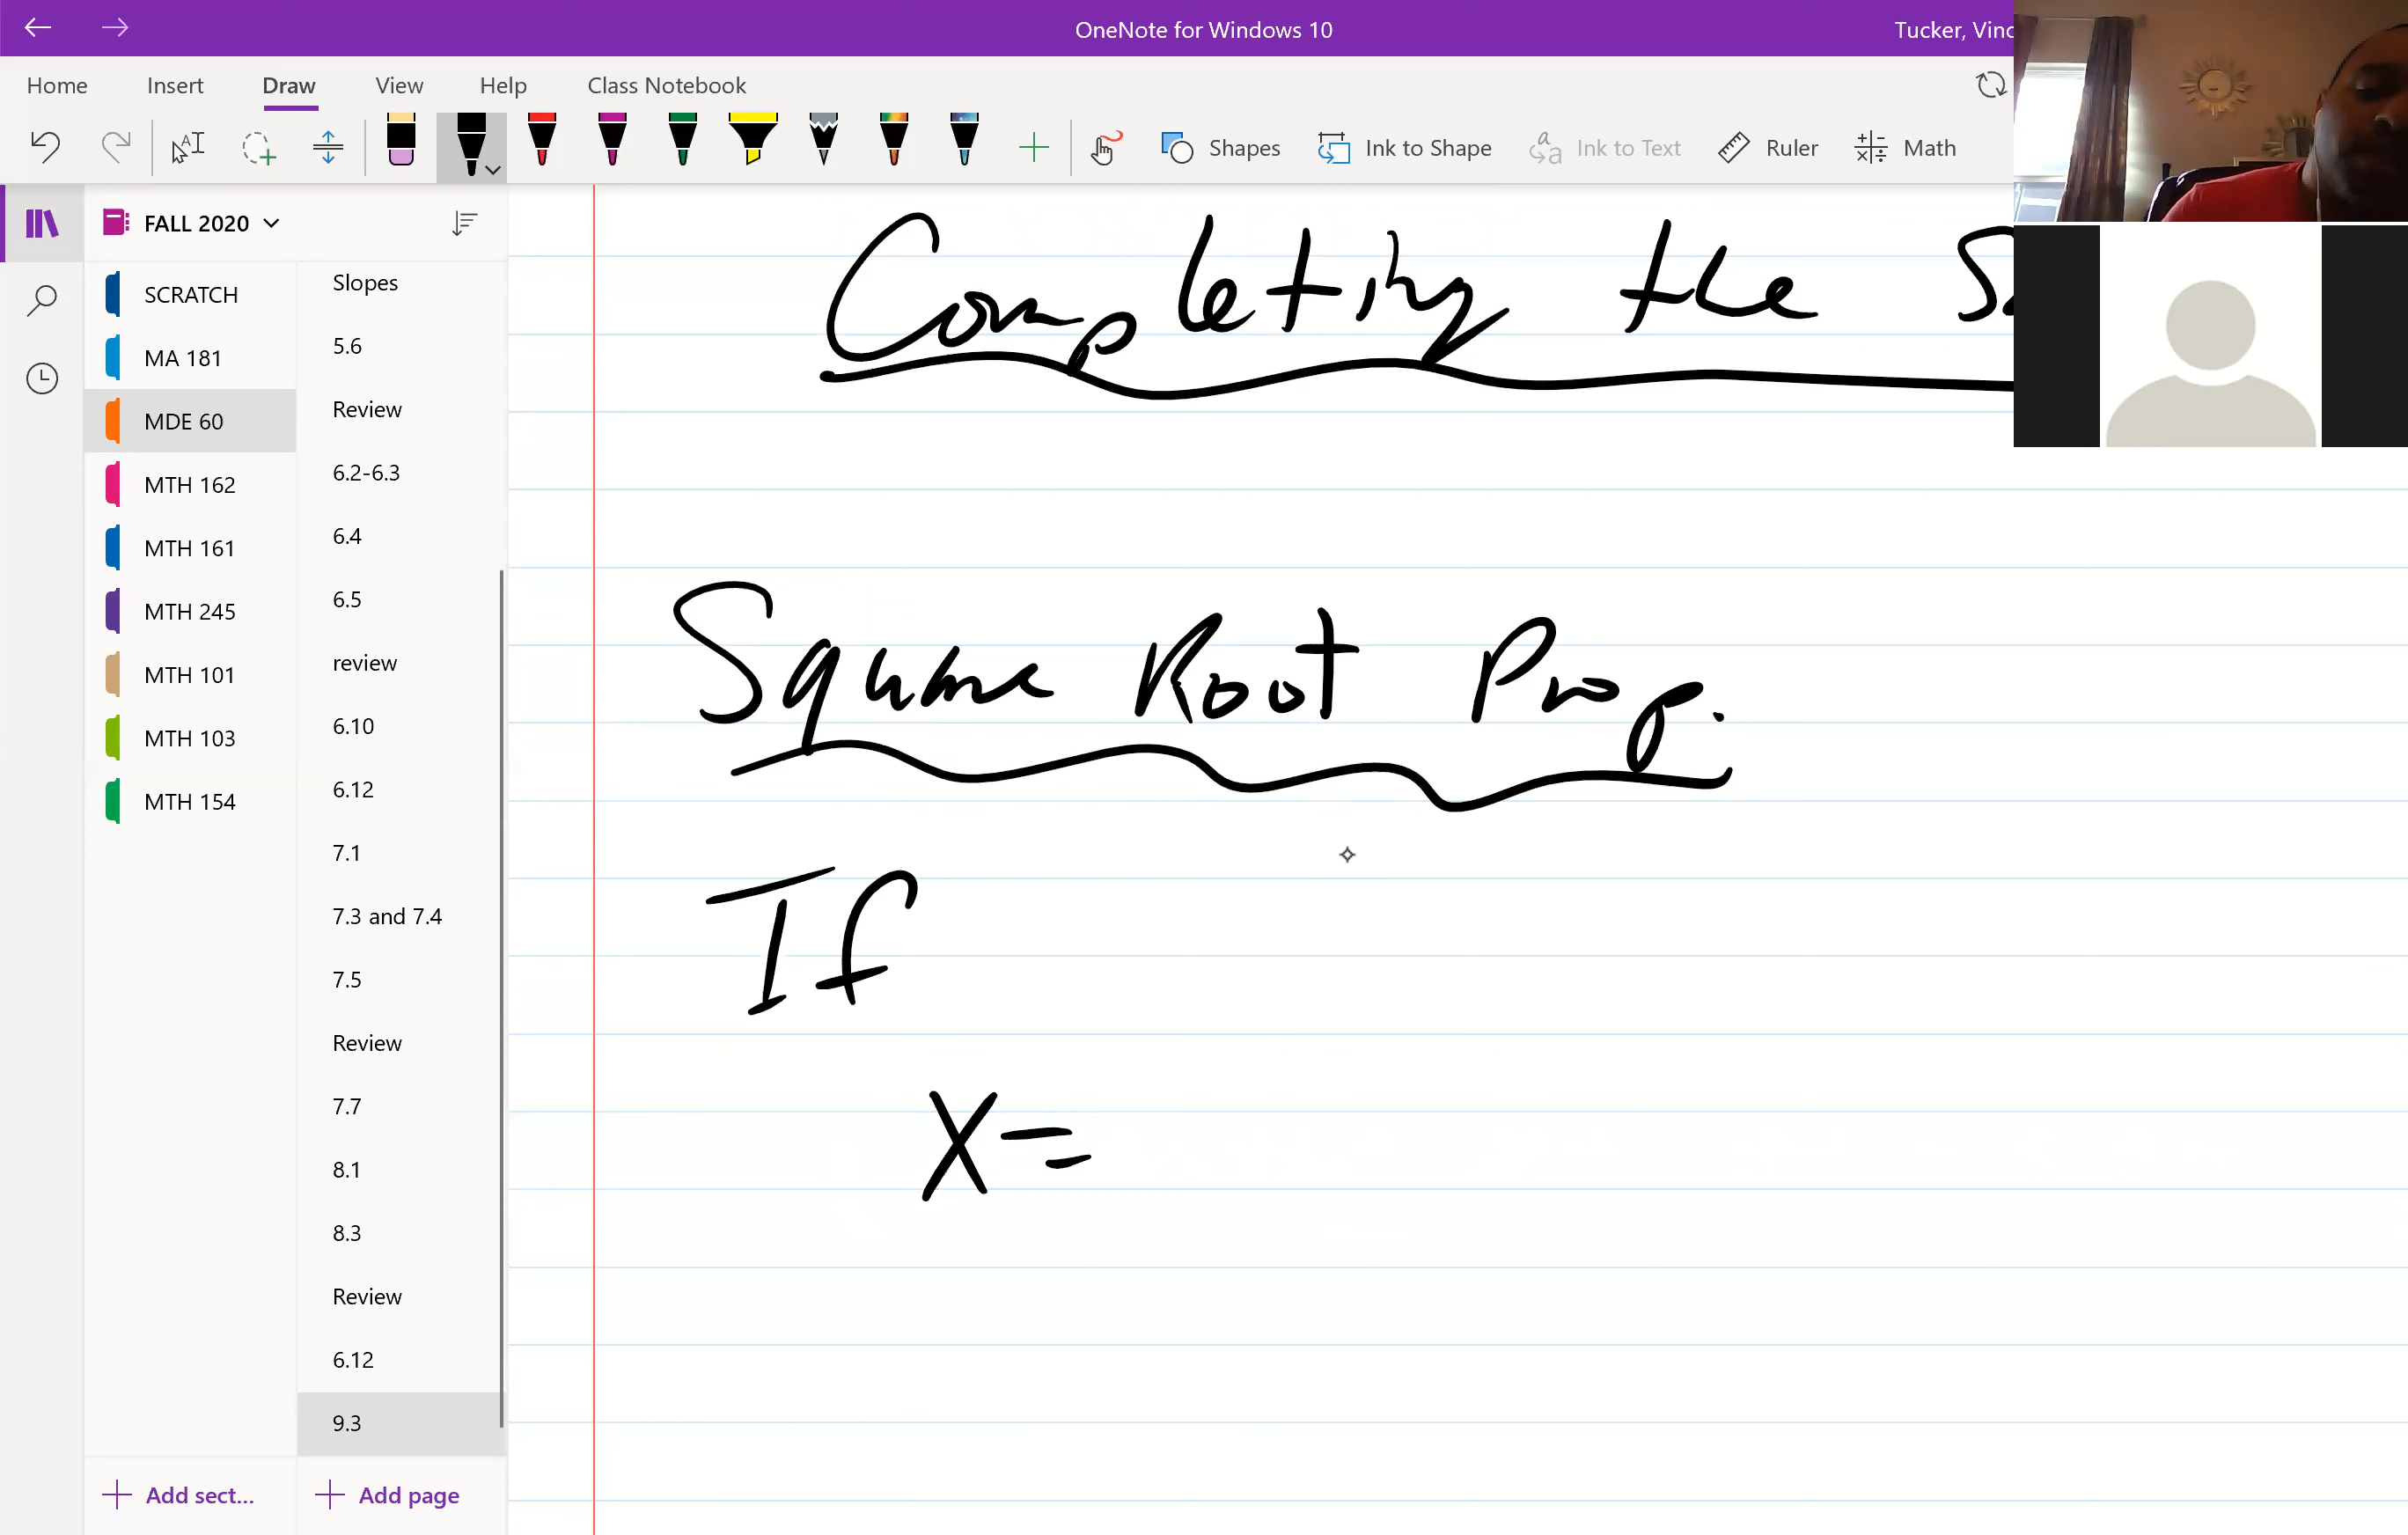 OneNote for Windows 10
Tucker, Vinc
Home Insert Draw View Help Class Notebook
Shapes Ink to Shape Ink to Text Ruler Math
FALL 2020
SCRATCH
MA 181
MDE 60
MTH 162
MTH 161
MTH 245
MTH 101
MTH 103
MTH 154
Add sect...
Slopes
5.6
Review
6.2-6.3
6.4
6.5
review
6.10
6.12
7.1
7.3 and 7.4
7.5
Review
7.7
8.1
8.3
Review
6.12
9.3
Add page
Completing the
Square Root Prop.
If
X=